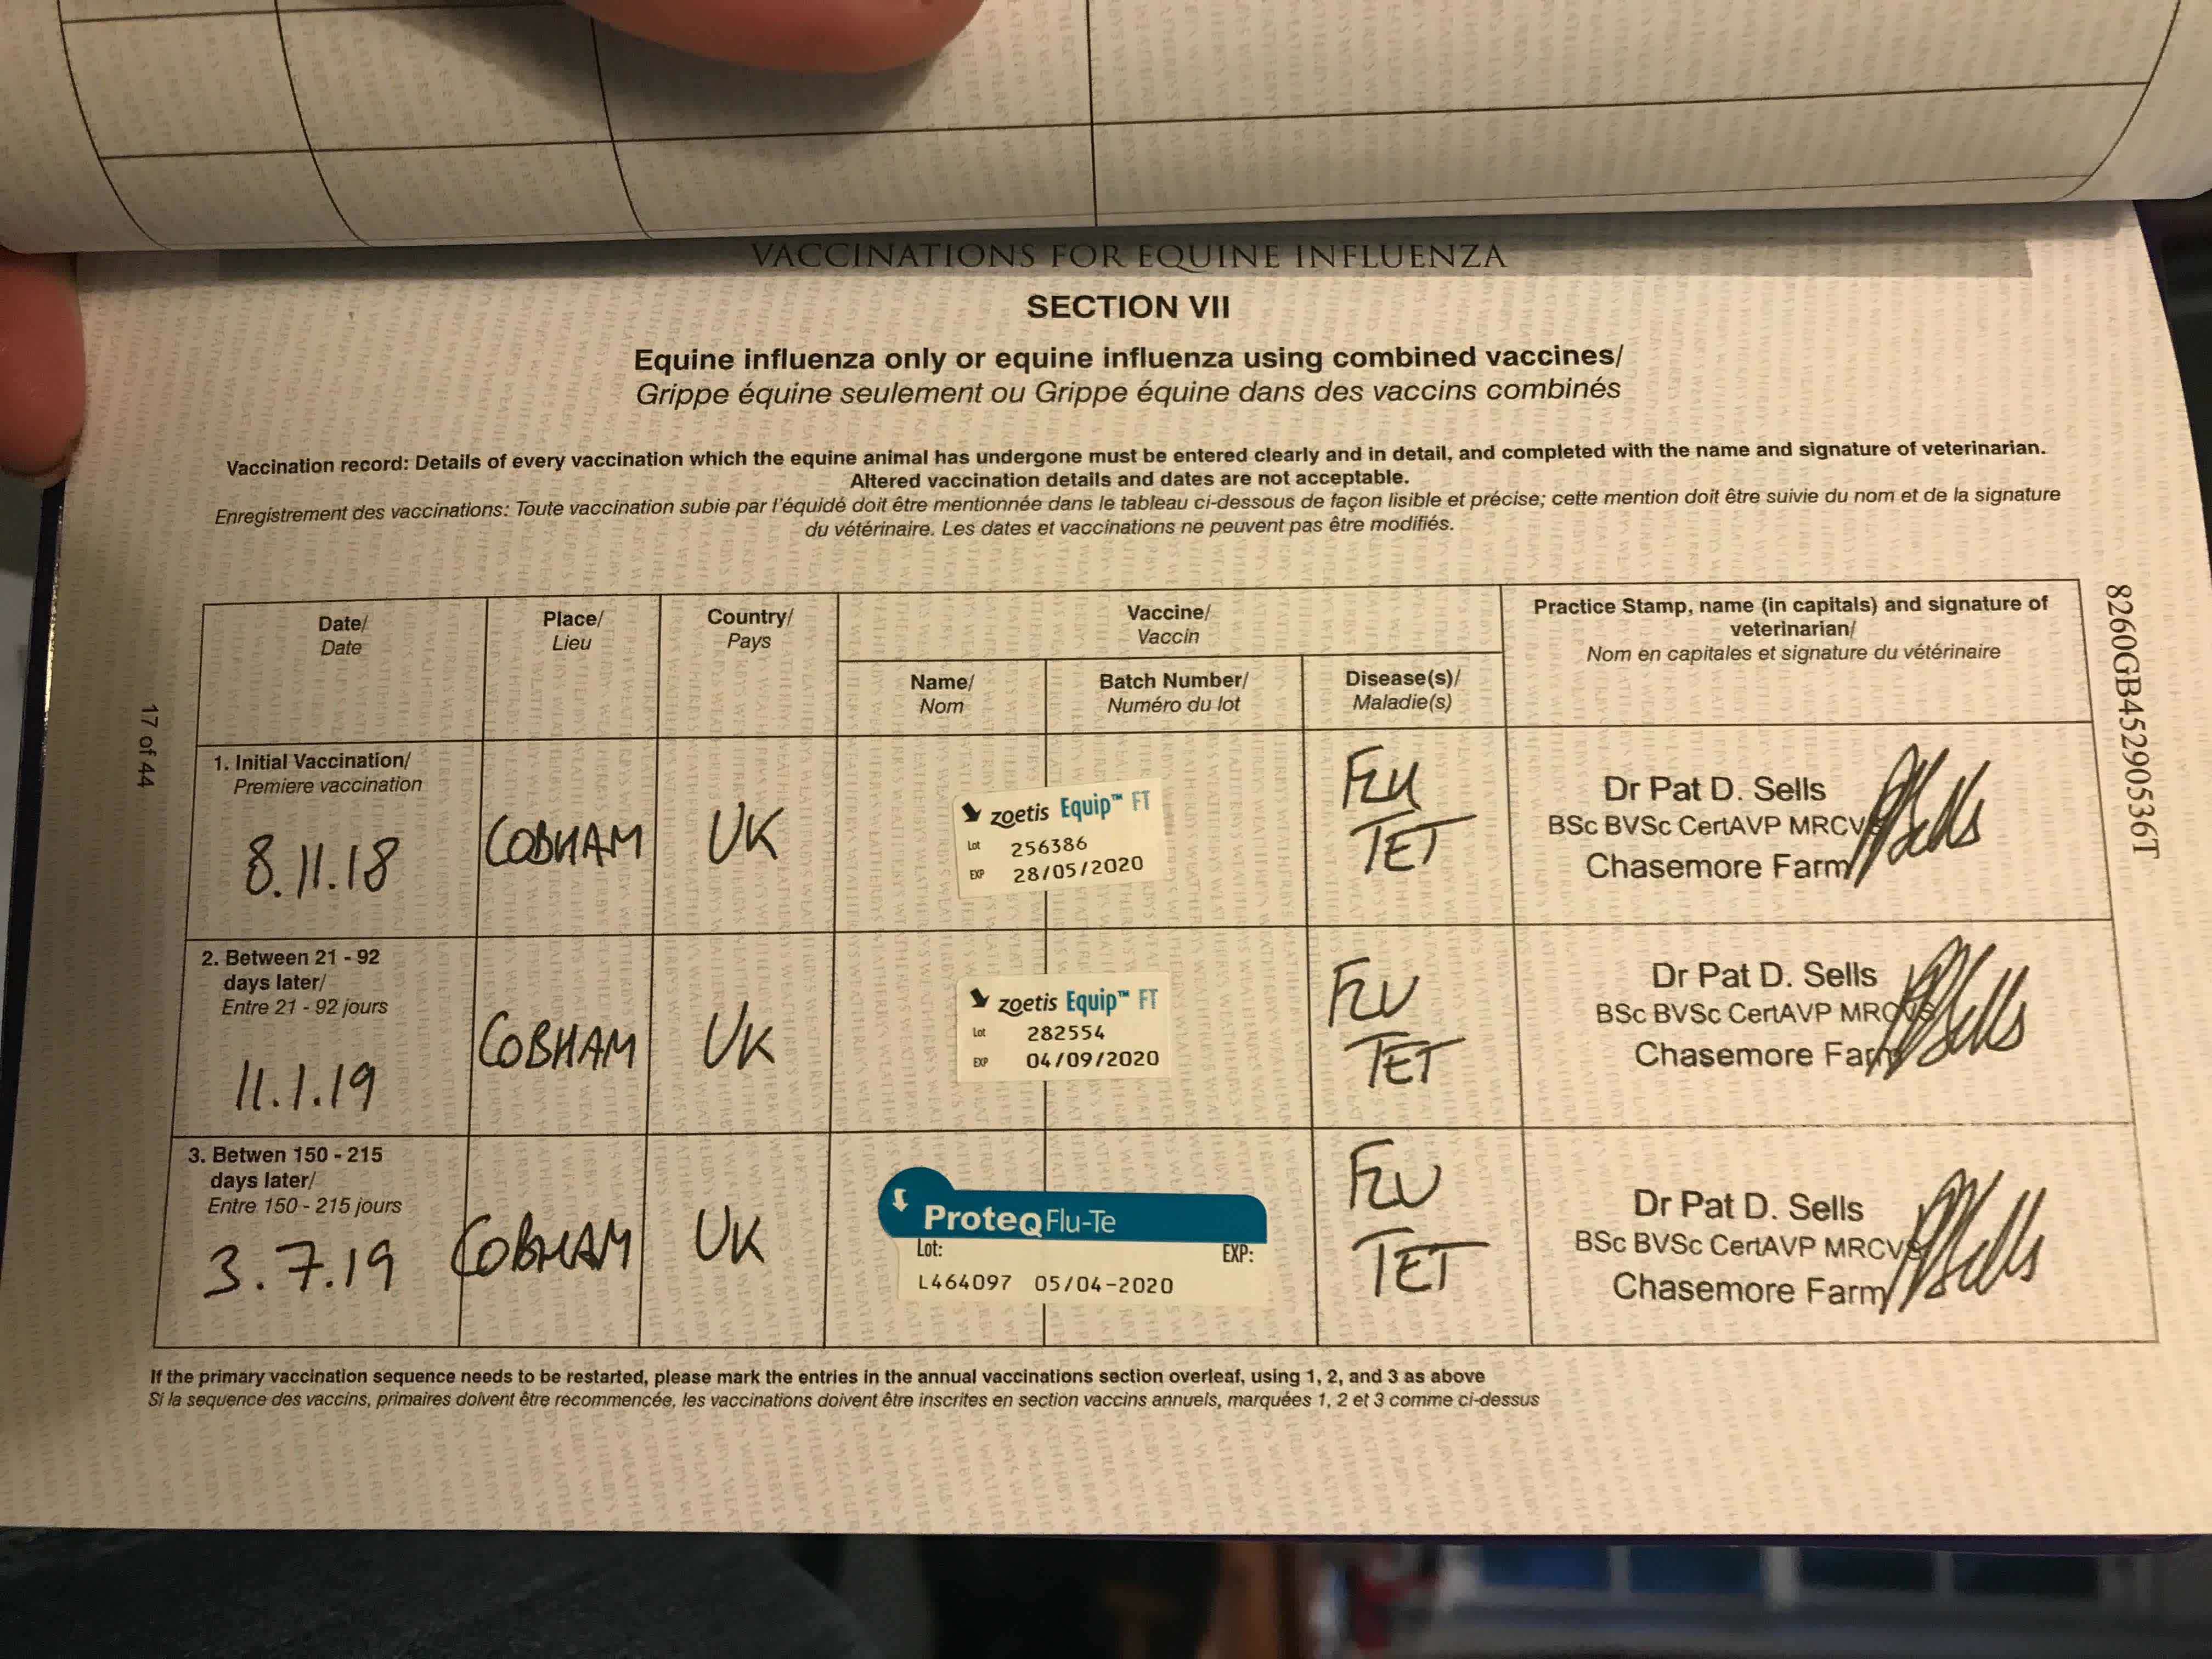 VACCINATIONS FOR EQUINE INFLUENZA
SECTION VII
Equine influenza only or equine influenza using combined vaccines/
Grippe équine seulement ou Grippe équine dans des vaccins combinés
Vaccination record: Details of every vaccination which the equine animal has undergone must be entered clearly and in detail, and completed with the name and signature of veterinarian.
Altered vaccination details and dates are not acceptable.
Enregistrement des vaccinations: Toute vaccination subie par l'équidé doit être mentionnée dans le tableau ci-dessous de façon lisible et précise; cette mention doit être suivie du nom et de la signature
du vétérinaire. Les dates et vaccinations ne peuvent pas être modifiés.
Date/
Date
Place/
Lieu
Country/
Pays
Vaccine/
Vaccin
Name/
Nom
Batch Number/
Numéro du lot
Disease(s)/
Maladie(s)
Practice Stamp, name (in capitals) and signature of
veterinarian/
Nom en capitales et signature du vétérinaire
1. Initial Vaccination/
Premiere vaccination
8.11.18
COBHAM
UK
zoetis Equip™ FT
Lot 256386
EXP 28/05/2020
FLU
TET
Dr Pat D. Sells
BSc BVSc CertAVP MRCVS
Chasemore Farm
2. Between 21 - 92
days later/
Entre 21 - 92 jours
11.1.19
COBHAM
UK
zoetis Equip™ FT
Lot 282554
EXP 04/09/2020
FLU
TET
Dr Pat D. Sells
BSc BVSc CertAVP MRCVS
Chasemore Farm
3. Betwen 150 - 215
days later/
Entre 150 - 215 jours
3.7.19
COBHAM
UK
ProteqFlu-Te
Lot: EXP:
L464097 05/04-2020
FLU
TET
Dr Pat D. Sells
BSc BVSc CertAVP MRCVS
Chasemore Farm
If the primary vaccination sequence needs to be restarted, please mark the entries in the annual vaccinations section overleaf, using 1, 2, and 3 as above
Si la sequence des vaccins, primaires doivent être recommencée, les vaccinations doivent être inscrites en section vaccins annuels, marquées 1, 2 et 3 comme ci-dessus
17 of 44
8260GB45290536T